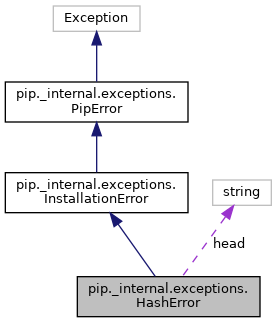 Exception
pip._internal.exceptions.
PipError
pip._internal.exceptions.
InstallationError
string
head
pip._internal.exceptions.
HashError